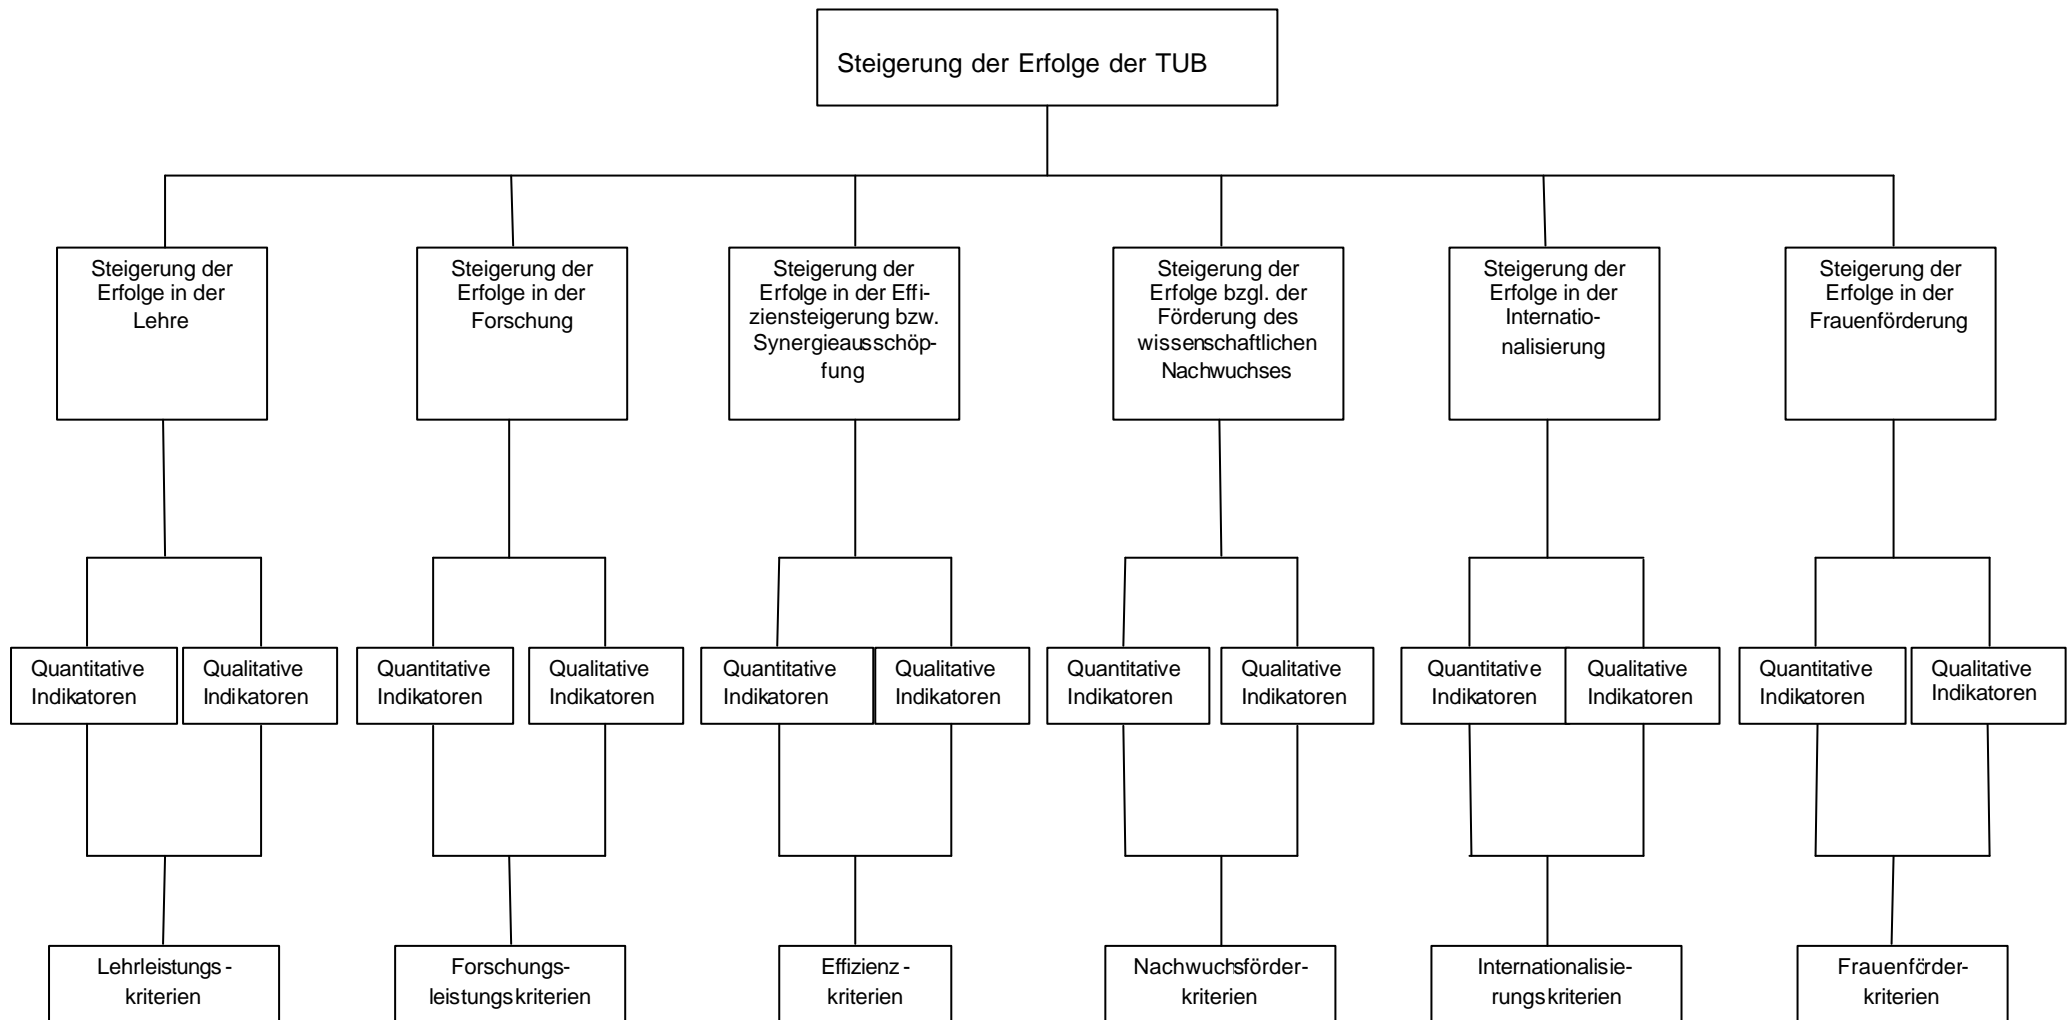 Steigerung der Erfolge der TUB
Steigerung der
Erfolge in der
Lehre
Steigerung der
Erfolge in der
Forschung
Steigerung der
Erfolge in der Effi-
ziensteigerung bzw.
Synergieausschöp-
fung
Steigerung der
Erfolge bzgl. der
Förderung des
wissenschaftlichen
Nachwuchses
Steigerung der
Erfolge in der
Internatio-
nalisierung
Steigerung der
Erfolge in der
Frauenförderung
Quantitative
Indikatoren
Qualitative
Indikatoren
Quantitative
Indikatoren
Qualitative
Indikatoren
Quantitative
Indikatoren
Qualitative
Indikatoren
Quantitative
Indikatoren
Qualitative
Indikatoren
Quantitative
Indikatoren
Qualitative
Indikatoren
Quantitative
Indikatoren
Qualitative
Indikatoren
Lehrleistungs-
kriterien
Forschungs-
leistungskriterien
Effizienz-
kriterien
Nachwuchsförder-
kriterien
Internationalisie-
rungskriterien
Frauenförder-
kriterien